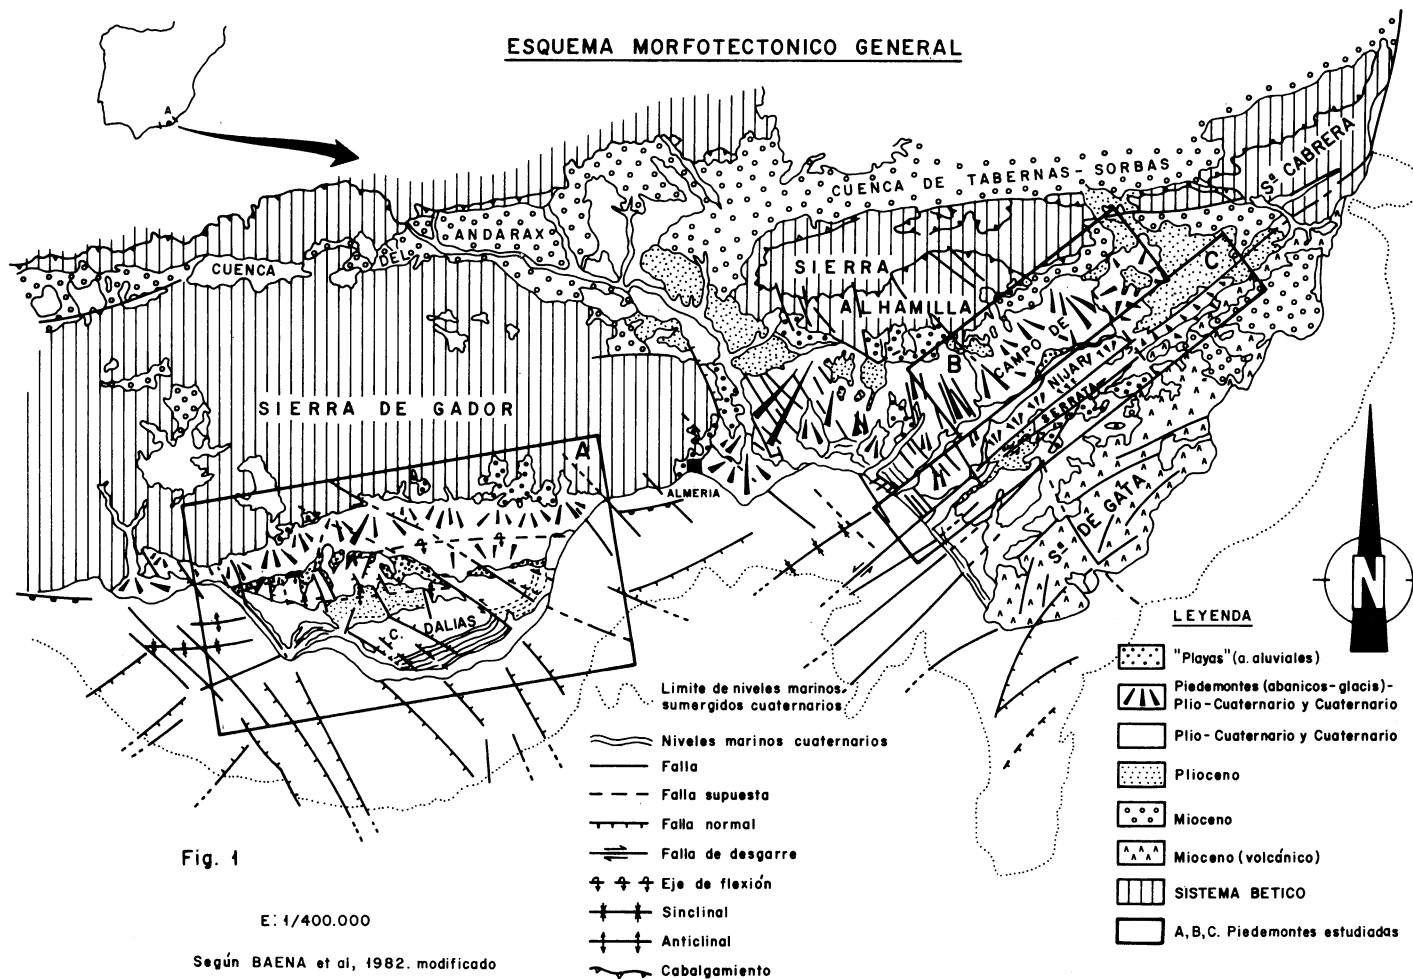 ESQUEMA MORFOTECTONICO GENERAL
A
CUENCA DE TABERNAS-SORBAS
Sª CABRERA
ANDARAX
DEL
CUENCA
SIERRA
ALHAMILLA
C
B
CAMPO DE
NIJAR
SERRATA
SIERRA DE GADOR
A
ALMERIA
Sª DE GATA
C. DALIAS
N
LEYENDA
"Playas" (a. aluviales)
Piedemontes (abanicos-glacis)-
Plio-Cuaternario y Cuaternario
Plio-Cuaternario y Cuaternario
Plioceno
Mioceno
Mioceno (volcánico)
SISTEMA BETICO
A, B, C. Piedemontes estudiadas
Limite de niveles marinos
sumergidos cuaternarios
Niveles marinos cuaternarios
Falla
Falla supuesta
Falla normal
Falla de desgarre
Eje de flexión
Sinclinal
Anticlinal
Cabalgamiento
Fig. 1
E: 1/400.000
Según BAENA et al, 1982. modificado